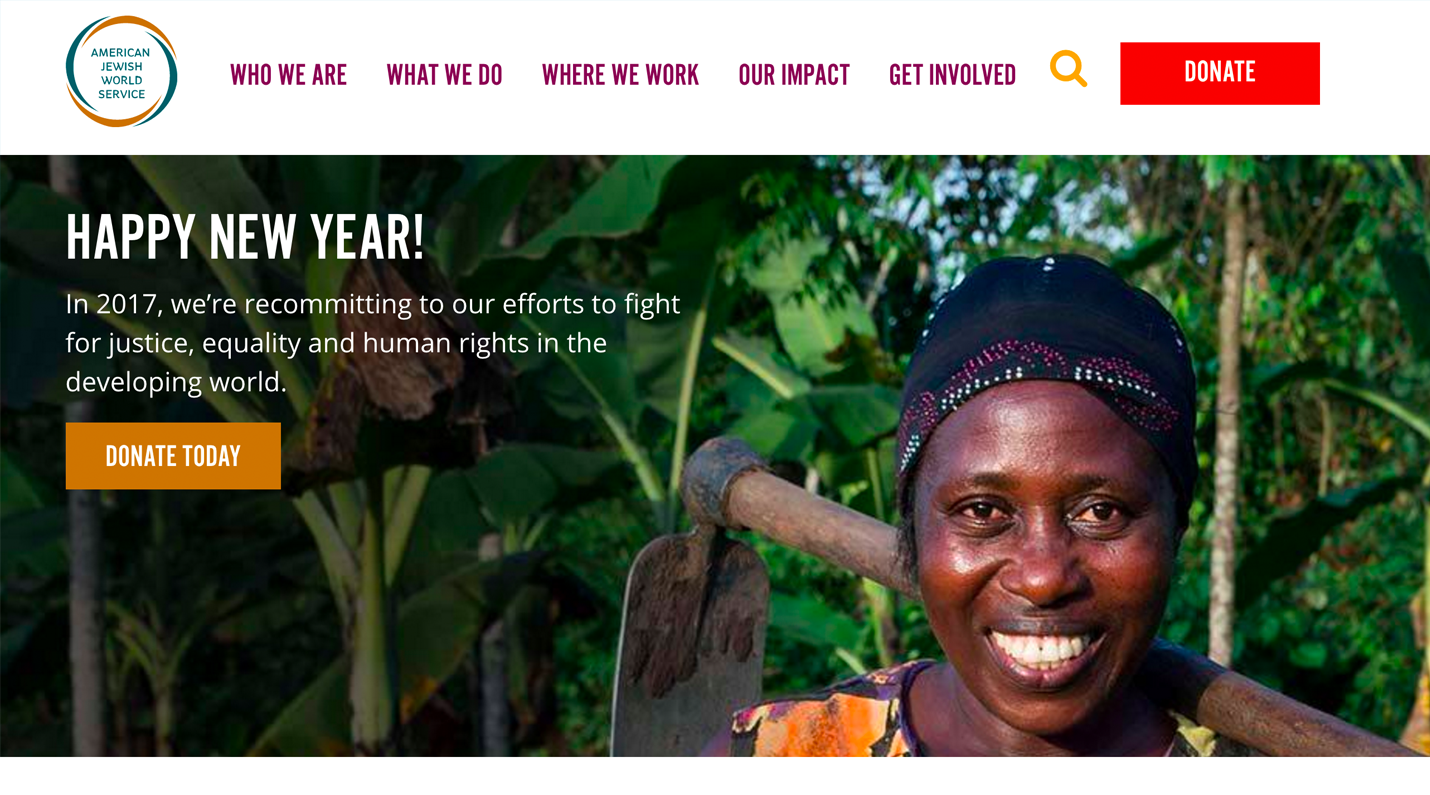 AMERICAN
JEWISH
WORLD
SERVICE
WHO WE ARE WHAT WE DO WHERE WE WORK OUR IMPACT GET INVOLVED DONATE
HAPPY NEW YEAR!
In 2017, we’re recommitting to our efforts to fight
for justice, equality and human rights in the
developing world.
DONATE TODAY